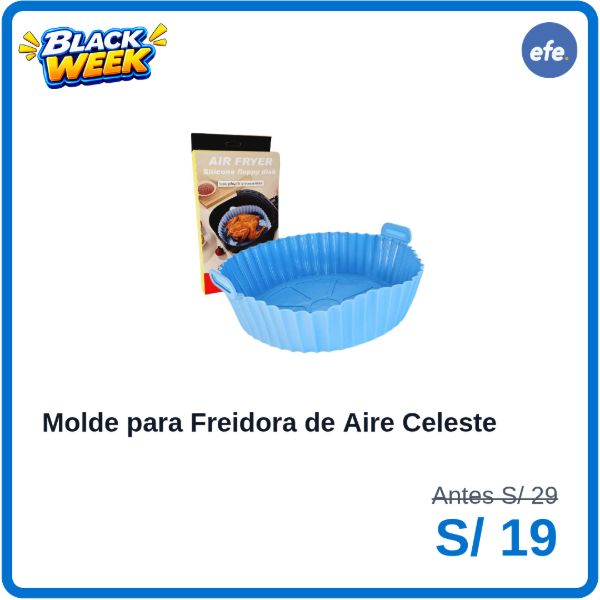 BLACK
WEEK
efe.
AIR FRYER
Silicone floppy disk
Molde para Freidora de Aire Celeste
Antes S/ 29
S/ 19